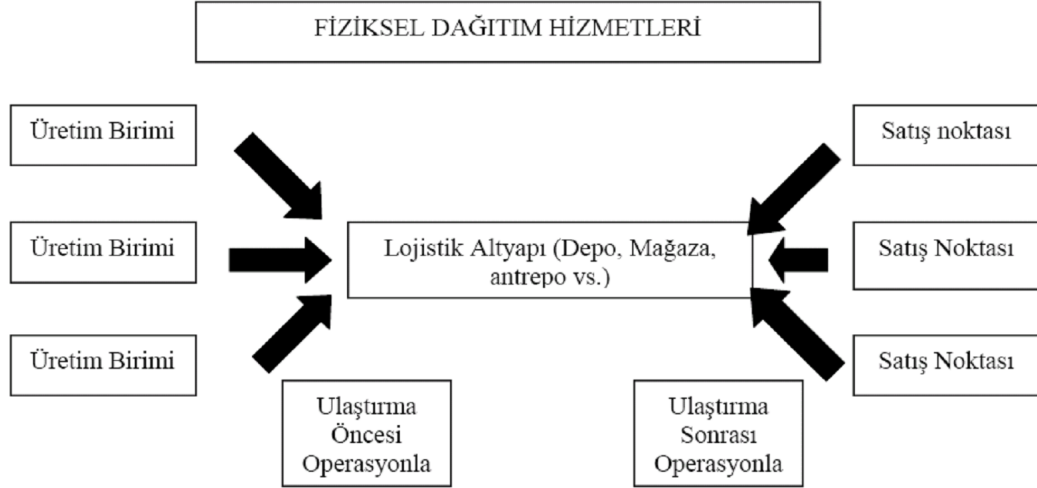 FİZİKSEL DAĞITIM HİZMETLERİ
Üretim Birimi
Satış noktası
Üretim Birimi
Lojistik Altyapı (Depo, Mağaza,
antrepo vs.)
Satış Noktası
Üretim Birimi
Satış Noktası
Ulaştırma
Öncesi
Operasyonla
Ulaştırma
Sonrası
Operasyonla